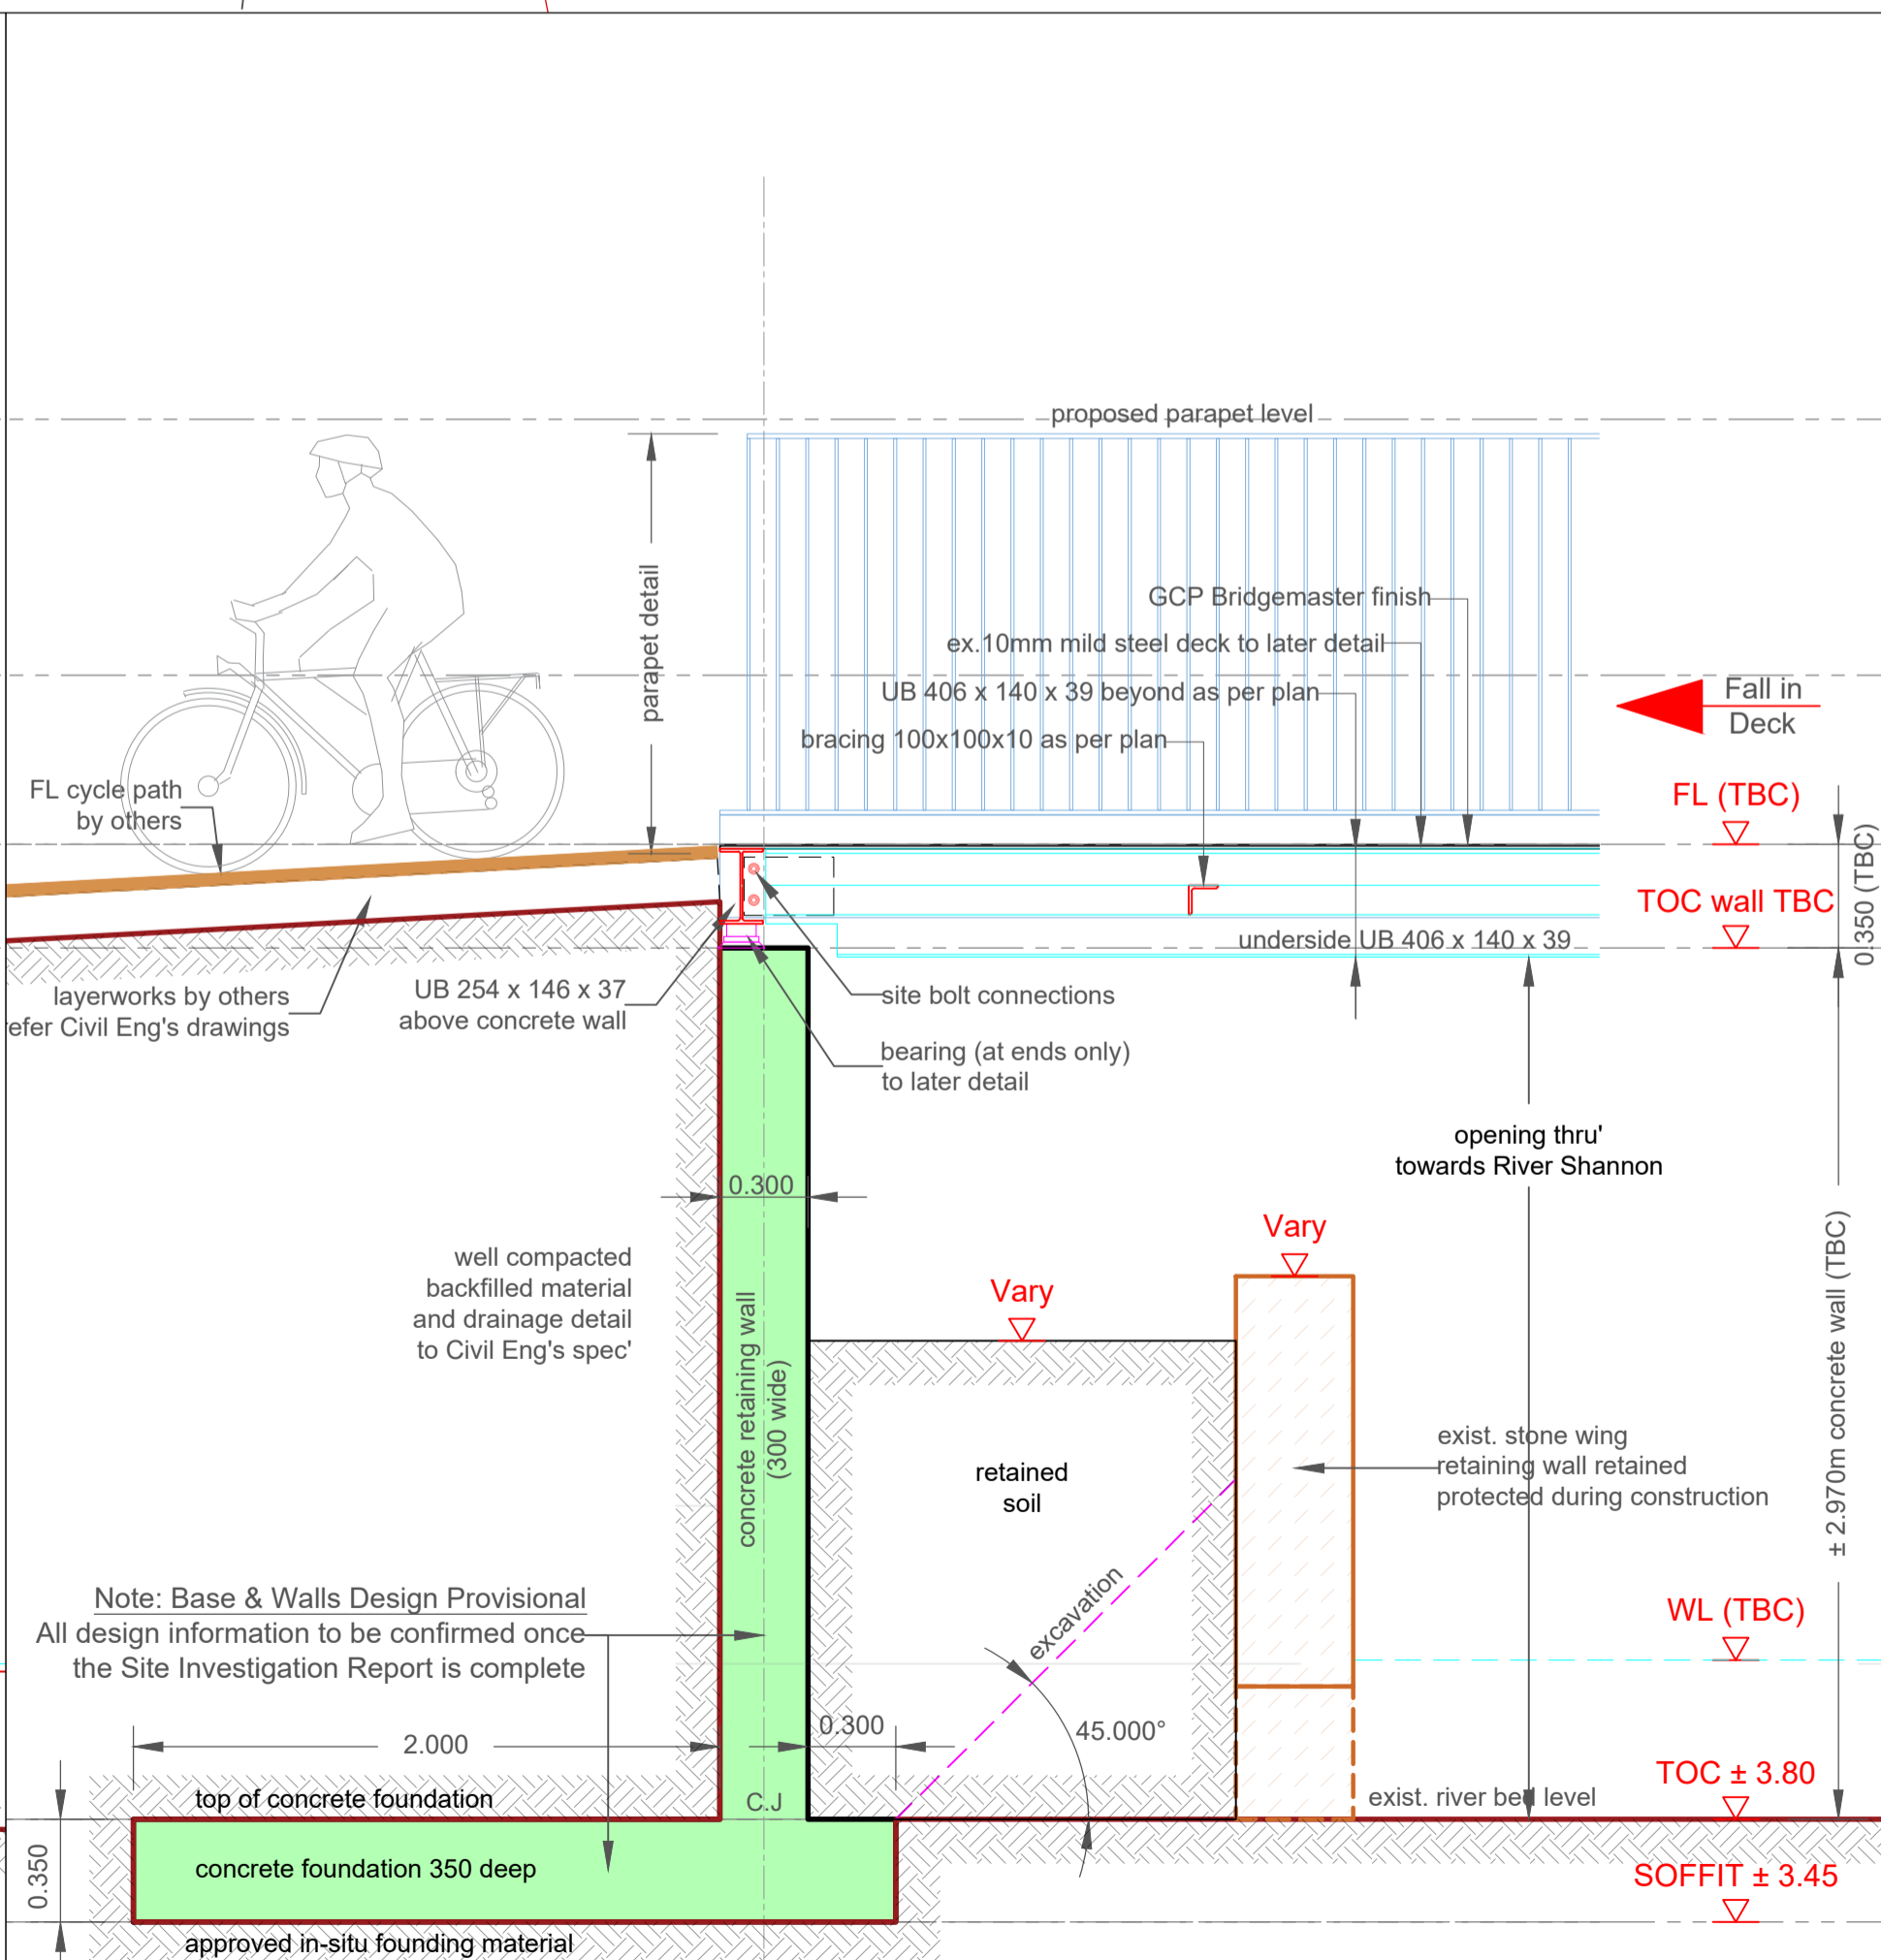 proposed parapet level
parapet detail
GCP Bridgemaster finish
ex.10mm mild steel deck to later detail
UB 406 x 140 x 39 beyond as per plan
bracing 100x100x10 as per plan
Fall in
Deck
FL cycle path
by others
FL (TBC)
0.350 (TBC)
TOC wall TBC
underside UB 406 x 140 x 39
layerworks by others
efer Civil Eng's drawings
UB 254 x 146 x 37
above concrete wall
site bolt connections
bearing (at ends only)
to later detail
opening thru'
towards River Shannon
0.300
well compacted
backfilled material
and drainage detail
to Civil Eng's spec'
Vary
Vary
concrete retaining wall
(300 wide)
± 2.970m concrete wall (TBC)
retained
soil
exist. stone wing
retaining wall retained
protected during construction
excavation
Note: Base & Walls Design Provisional
All design information to be confirmed once
the Site Investigation Report is complete
WL (TBC)
2.000
0.300
45.000°
top of concrete foundation
C.J
exist. river bed level
TOC ± 3.80
0.350
concrete foundation 350 deep
SOFFIT ± 3.45
approved in-situ founding material